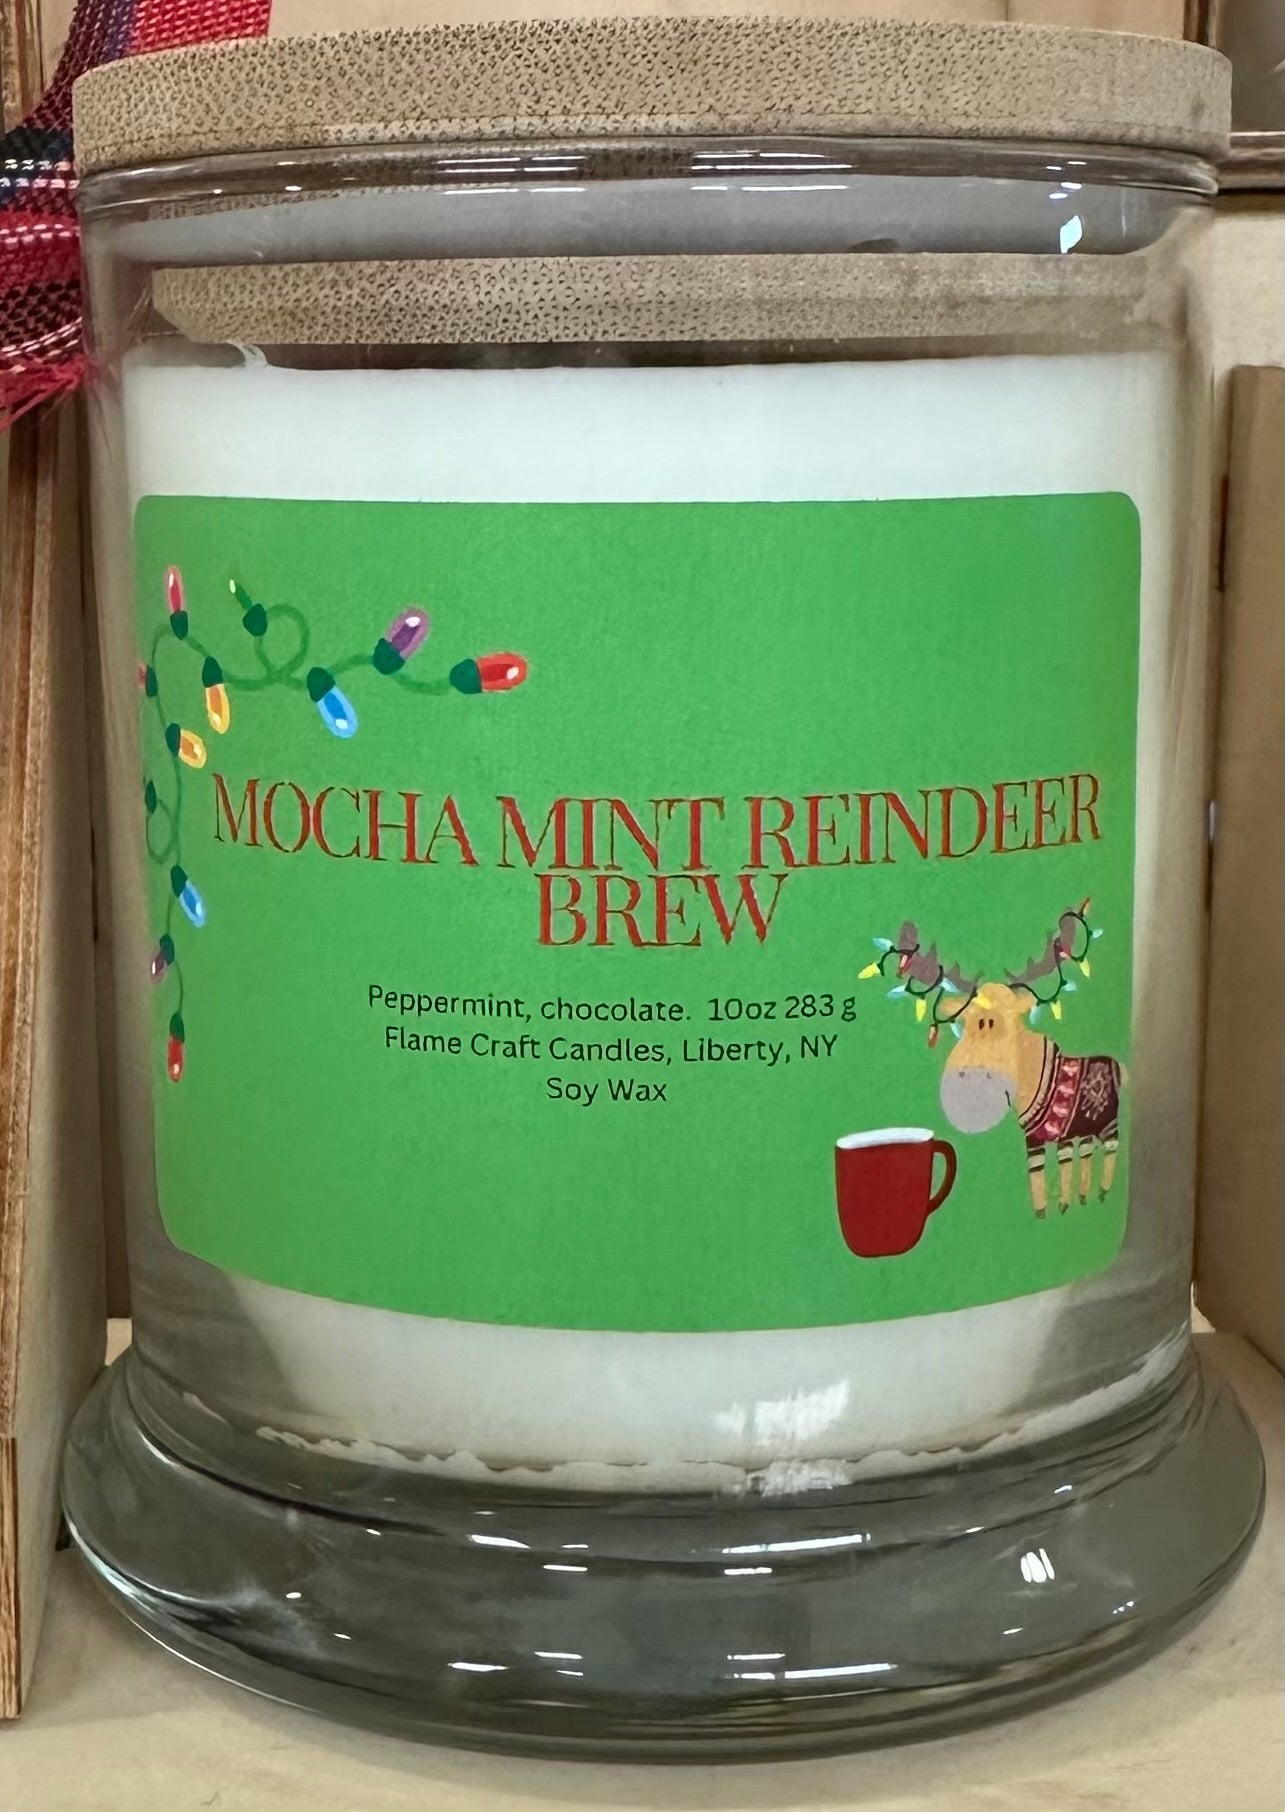 MOCHA MINT REINDEER
BREW
Peppermint, chocolate. 10oz 283 g
Flame Craft Candles, Liberty, NY
Soy Wax